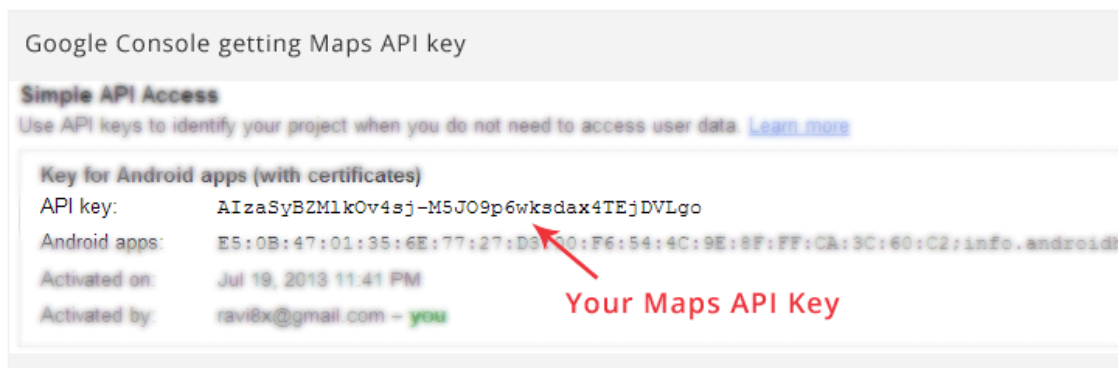 Google Console getting Maps API key
Simple API Access
Use API keys to identify your project when you do not need to access user data. Learn more
Key for Android apps (with certificates)
API key: AIzaSyBZMlkOv4sj-M5JO9p6wksdax4TEjDVLgo
Android apps: E5:0B:47:01:35:6E:77:27:D3:00:F6:54:4C:9E:8F:FF:CA:3C:60:C2;info.android
Activated on: Jul 19, 2013 11:41 PM
Activated by: ravi8x@gmail.com – you
Your Maps API Key